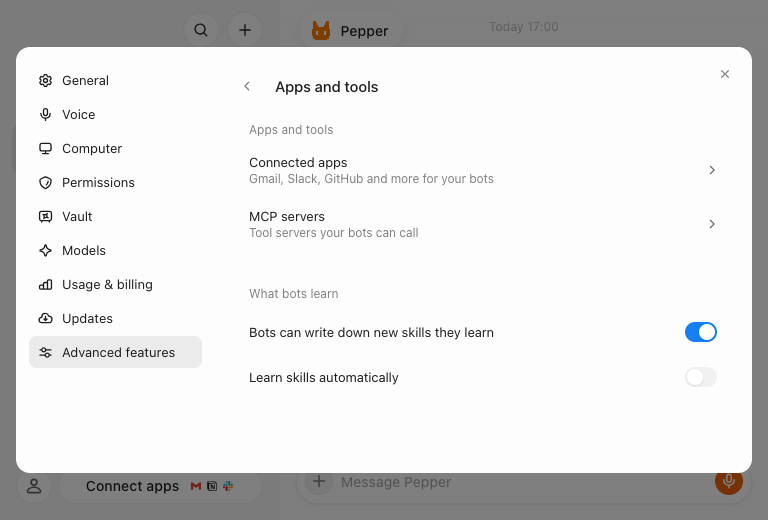 Pepper
Today 17:00
General
Voice
Computer
Permissions
Vault
Models
Usage & billing
Updates
Advanced features
Apps and tools
Apps and tools
Connected apps
Gmail, Slack, GitHub and more for your bots
MCP servers
Tool servers your bots can call
What bots learn
Bots can write down new skills they learn
Learn skills automatically
Connect apps
Message Pepper